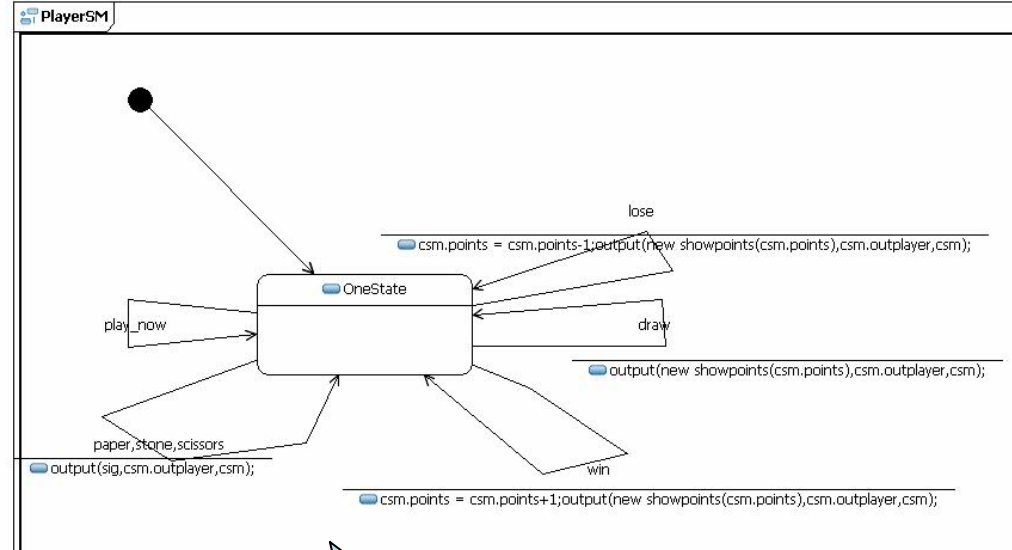 PlayerSM
lose
csm.points = csm.points-1;output(new showpoints(csm.points),csm.outplayer,csm);
OneState
play_now
draw
output(new showpoints(csm.points),csm.outplayer,csm);
paper,stone,scissors
output(sig,csm.outplayer,csm);
win
csm.points = csm.points+1;output(new showpoints(csm.points),csm.outplayer,csm);